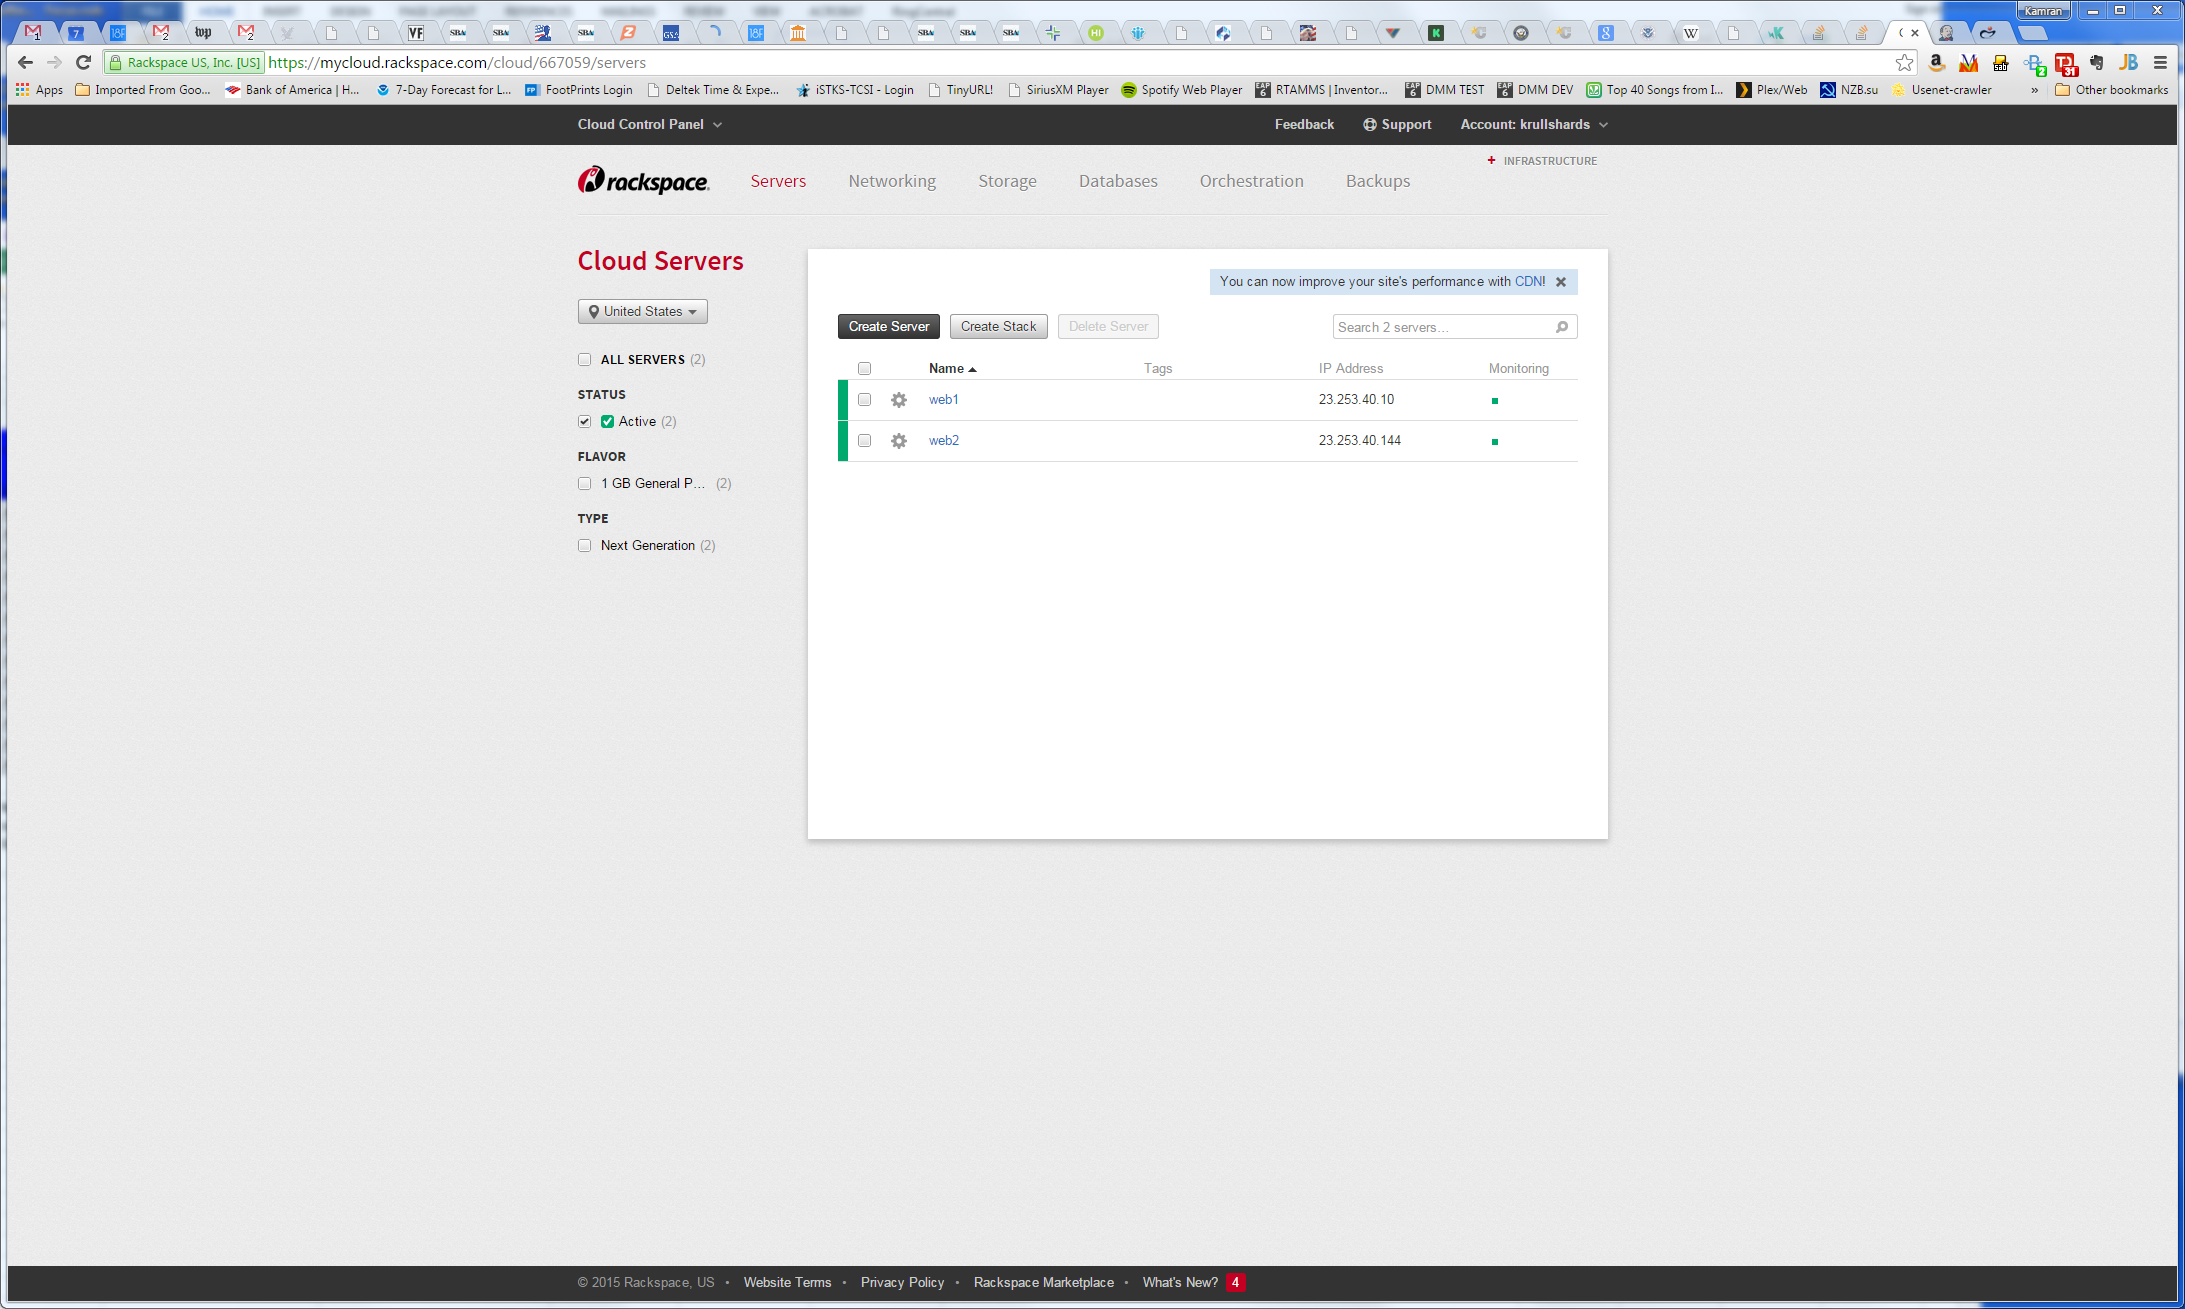 Kamran
Rackspace US, Inc. [US] https://mycloud.rackspace.com/cloud/667059/servers
Apps Imported From Goo... Bank of America | H... 7-Day Forecast for L... FootPrints Login Deltek Time & Expe... iSTKS-TCSI - Login TinyURL! SiriusXM Player Spotify Web Player RTAMMS | Inventor... DMM TEST DMM DEV Top 40 Songs from I... Plex/Web NZB.su Usenet-crawler » Other bookmarks
Cloud Control Panel Feedback Support Account: krullshards
+ INFRASTRUCTURE
rackspace. Servers Networking Storage Databases Orchestration Backups
Cloud Servers
You can now improve your site's performance with CDN!
United States
Create Server Create Stack Delete Server Search 2 servers...
ALL SERVERS (2)
Name Tags IP Address Monitoring
STATUS
web1 23.253.40.10
Active (2)
web2 23.253.40.144
FLAVOR
1 GB General P... (2)
TYPE
Next Generation (2)
© 2015 Rackspace, US • Website Terms • Privacy Policy • Rackspace Marketplace • What's New? 4